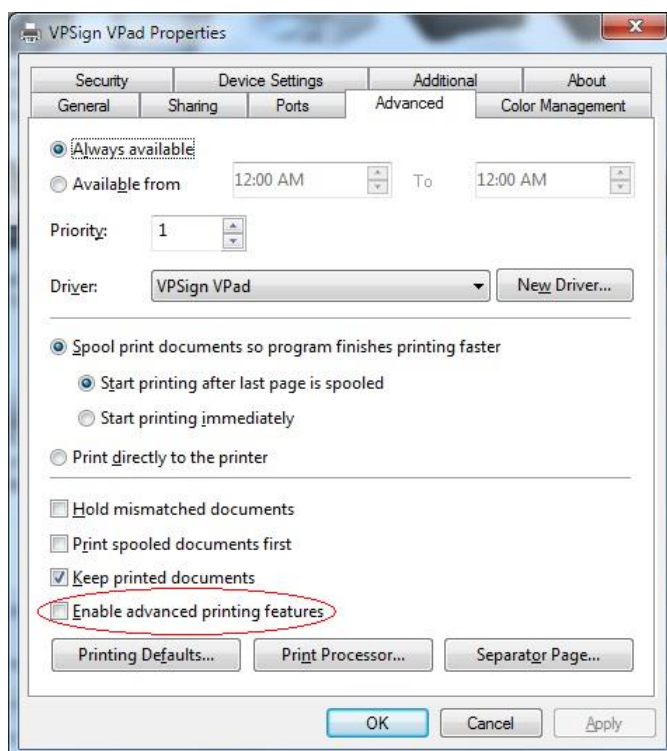 VPSign VPad Properties
Security Device Settings Additional About
General Sharing Ports Advanced Color Management
Always available
Available from 12:00 AM To 12:00 AM
Priority: 1
Driver: VPSign VPad New Driver...
Spool print documents so program finishes printing faster
Start printing after last page is spooled
Start printing immediately
Print directly to the printer
Hold mismatched documents
Print spooled documents first
Keep printed documents
Enable advanced printing features
Printing Defaults... Print Processor... Separator Page...
OK Cancel Apply